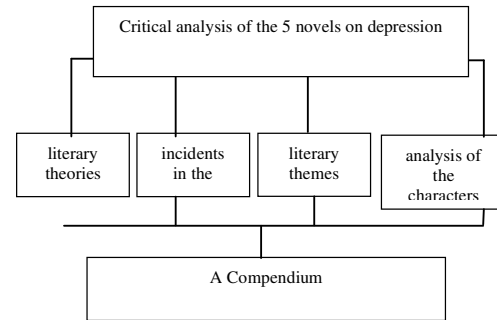 Critical analysis of the 5 novels on depression
literary
theories
incidents
in the
literary
themes
analysis of
the
characters
A Compendium